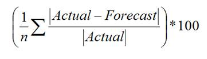 (1/n ∑ |Actual – Forecast| / |Actual|) * 100